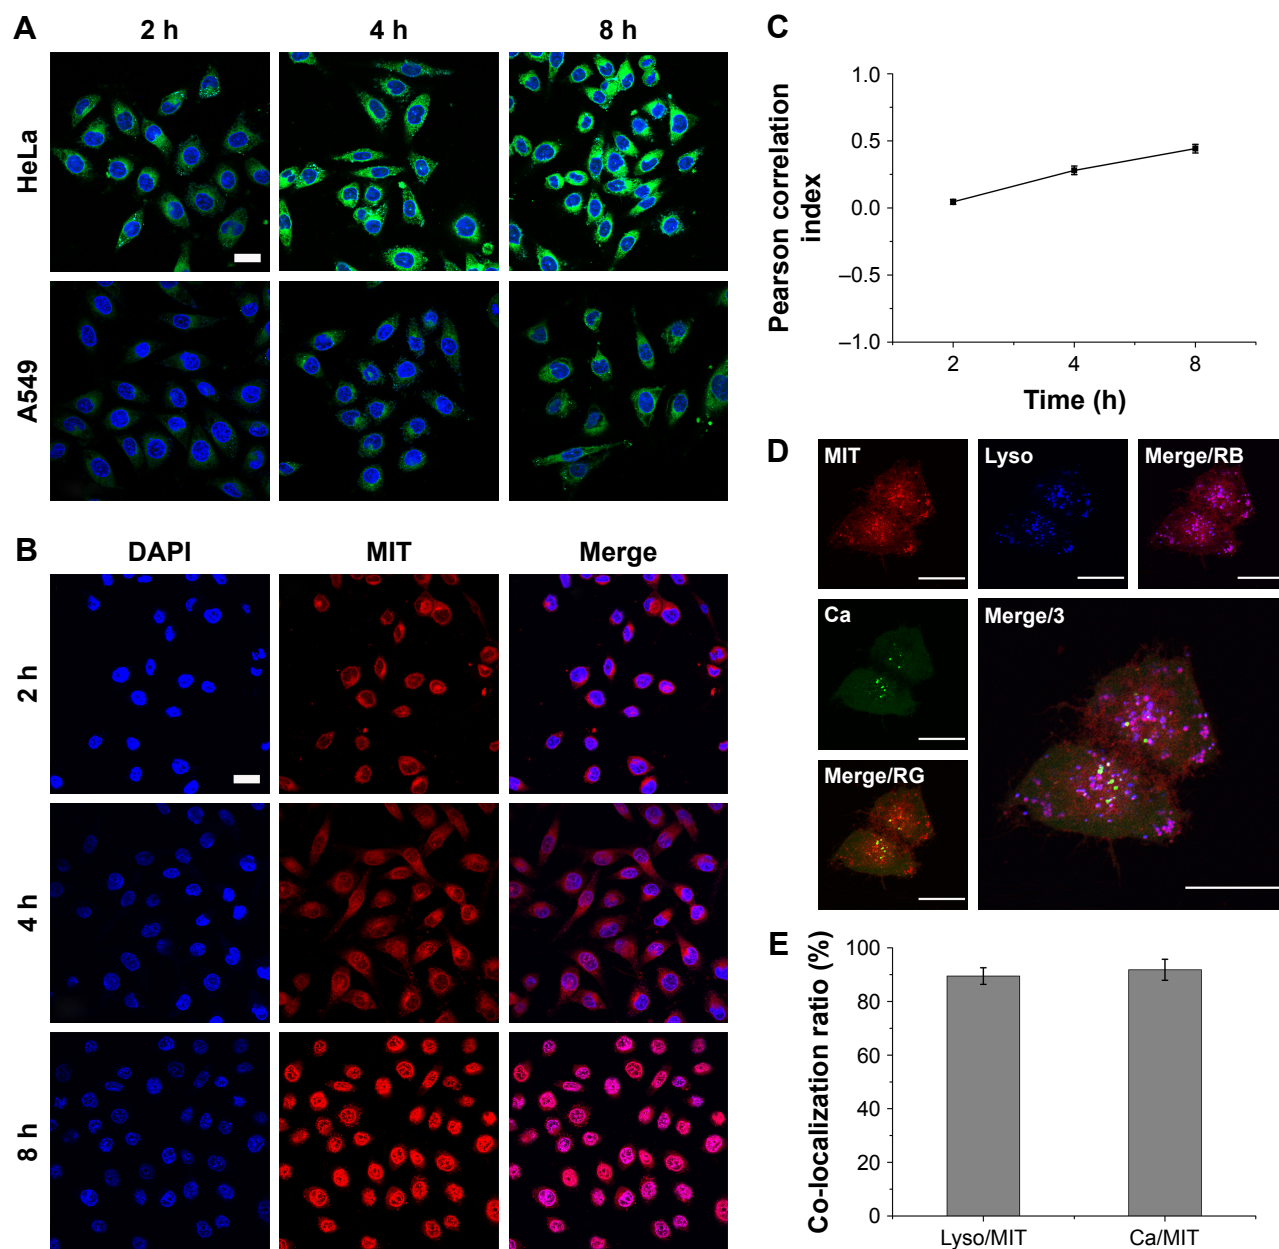 A
2 h
4 h
8 h
HeLa
A549
B
DAPI
MIT
Merge
2 h
4 h
8 h
C
Pearson correlation
index
1.0
0.5
0.0
–0.5
–1.0
2
4
8
Time (h)
D
MIT
Lyso
Merge/RB
Ca
Merge/3
Merge/RG
E
Co-localization ratio (%)
100
80
60
40
20
0
Lyso/MIT
Ca/MIT